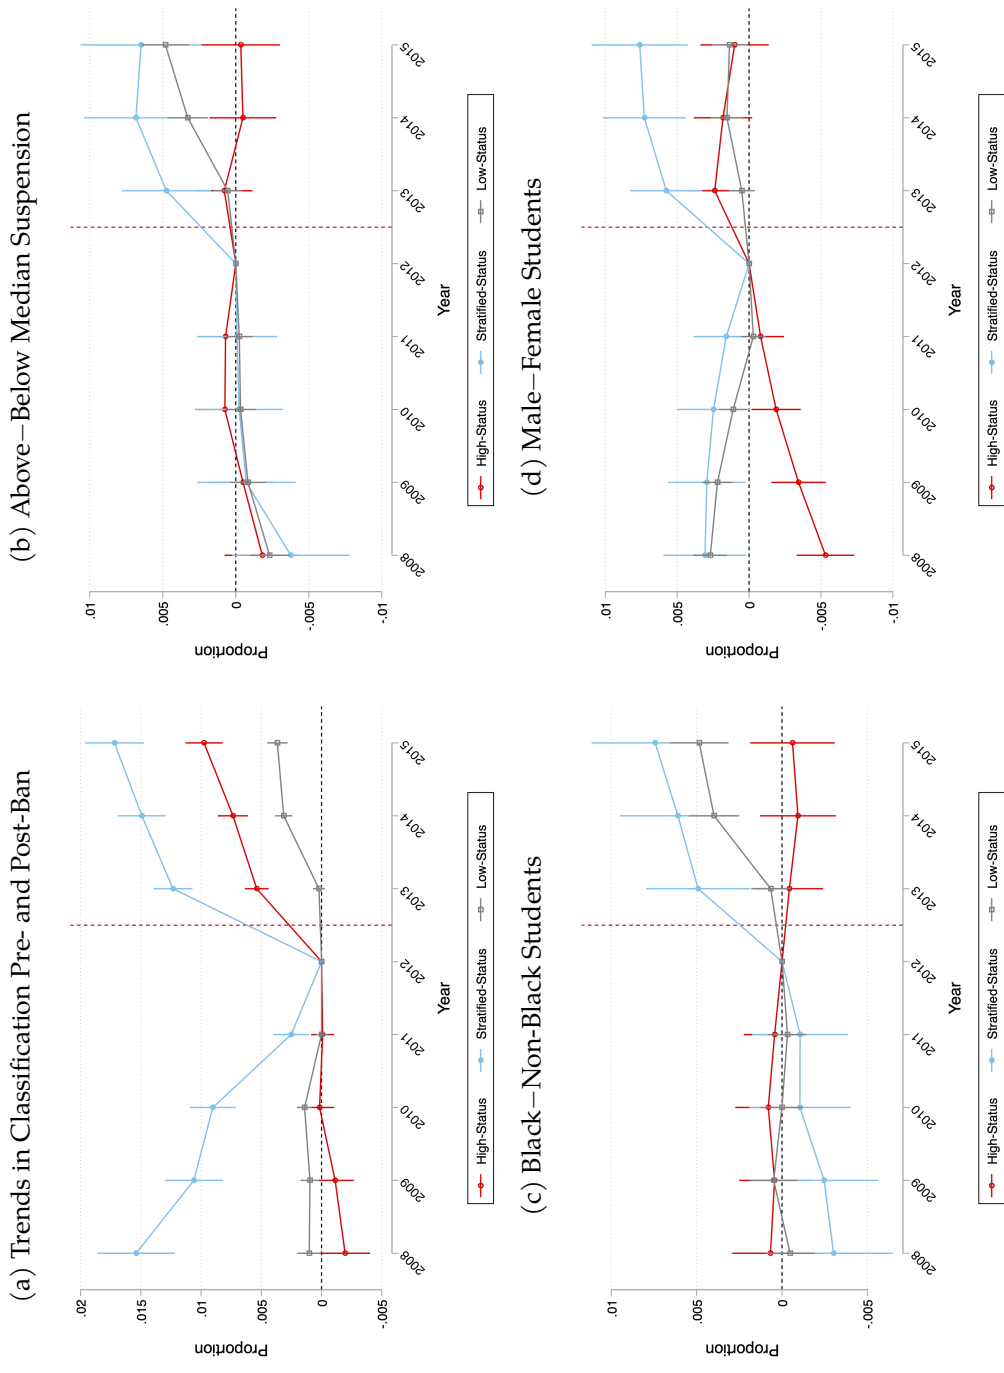 (a) Trends in Classification Pre- and Post-Ban
Proportion
.02
.015
.01
.005
0
-.005
2008 2009 2010 2011 2012 2013 2014 2015
Year
High-Status Stratified-Status Low-Status
(b) Above−Below Median Suspension
Proportion
.01
.005
0
-.005
-.01
2008 2009 2010 2011 2012 2013 2014 2015
Year
High-Status Stratified-Status Low-Status
(c) Black−Non-Black Students
Proportion
.01
.005
0
-.005
2008 2009 2010 2011 2012 2013 2014 2015
Year
High-Status Stratified-Status Low-Status
(d) Male−Female Students
Proportion
.01
.005
0
-.005
-.01
2008 2009 2010 2011 2012 2013 2014 2015
Year
High-Status Stratified-Status Low-Status